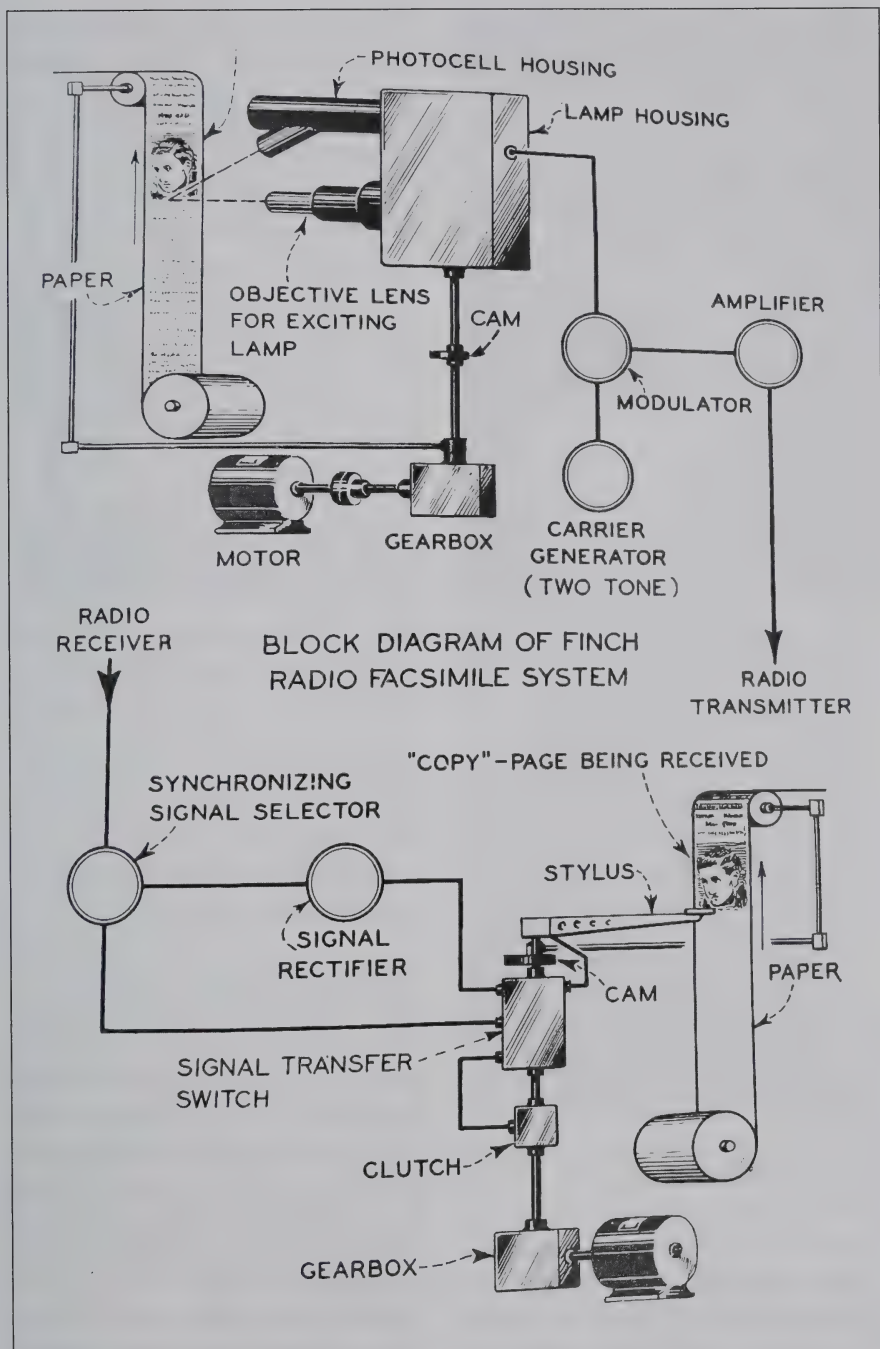 PHOTOCELL HOUSING
LAMP HOUSING
PAPER
OBJECTIVE LENS
FOR EXCITING
LAMP
CAM
AMPLIFIER
MODULATOR
MOTOR
GEARBOX
CARRIER
GENERATOR
(TWO TONE)
RADIO
RECEIVER
BLOCK DIAGRAM OF FINCH
RADIO FACSIMILE SYSTEM
RADIO
TRANSMITTER
"COPY"-PAGE BEING RECEIVED
SYNCHRONIZING
SIGNAL SELECTOR
STYLUS
SIGNAL
RECTIFIER
CAM
PAPER
SIGNAL TRANSFER
SWITCH
CLUTCH
GEARBOX